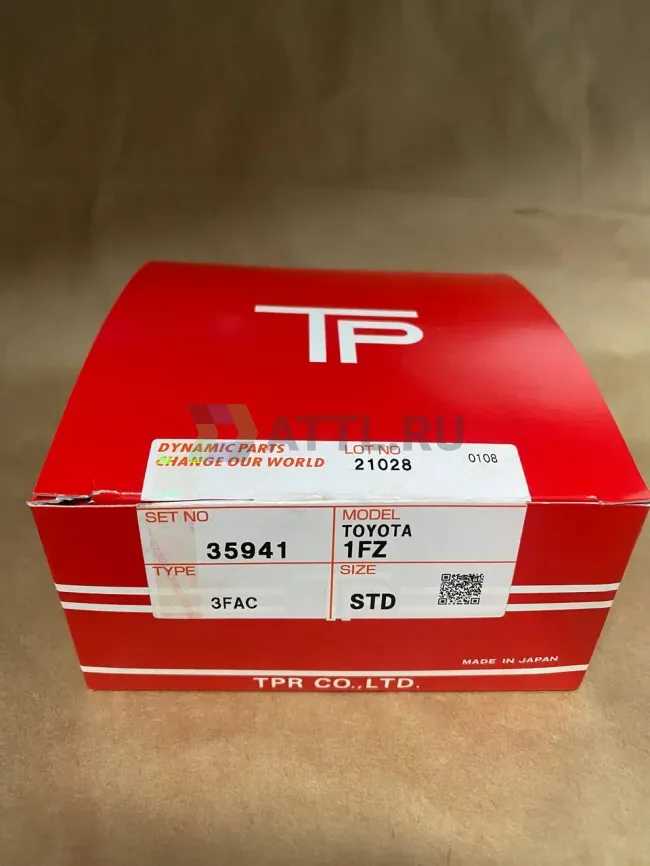 TP
ATTI.RU
DYNAMIC PARTS
CHANGE OUR WORLD
LOT NO
21028
0108
SET NO
35941
MODEL
TOYOTA
1FZ
TYPE
3FAC
SIZE
STD
MADE IN JAPAN
TPR CO.,LTD.